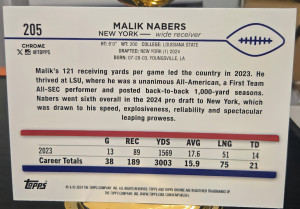 205
MALIK NABERS
NEW YORK — wide receiver
CHROME
@TOPPS
HT: 6'0" WT: 200 COLLEGE: LOUISIANA STATE
DRAFTED: NEW YORK (1) 2024
BORN: 07-28-03, YOUNGSVILLE, LA
Malik's 121 receiving yards per game led the country in 2023. He
thrived at LSU, where he was a unanimous All-American, a First Team
All-SEC performer and posted back-to-back 1,000-yard seasons.
Nabers went sixth overall in the 2024 pro draft to New York, which
was drawn to his speed, explosiveness, reliability and spectacular
leaping prowess.
G REC YDS AVG LNG TD
2023 13 89 1569 17.6 51 14
Career Totals 38 189 3003 15.9 75 21
TOPPS